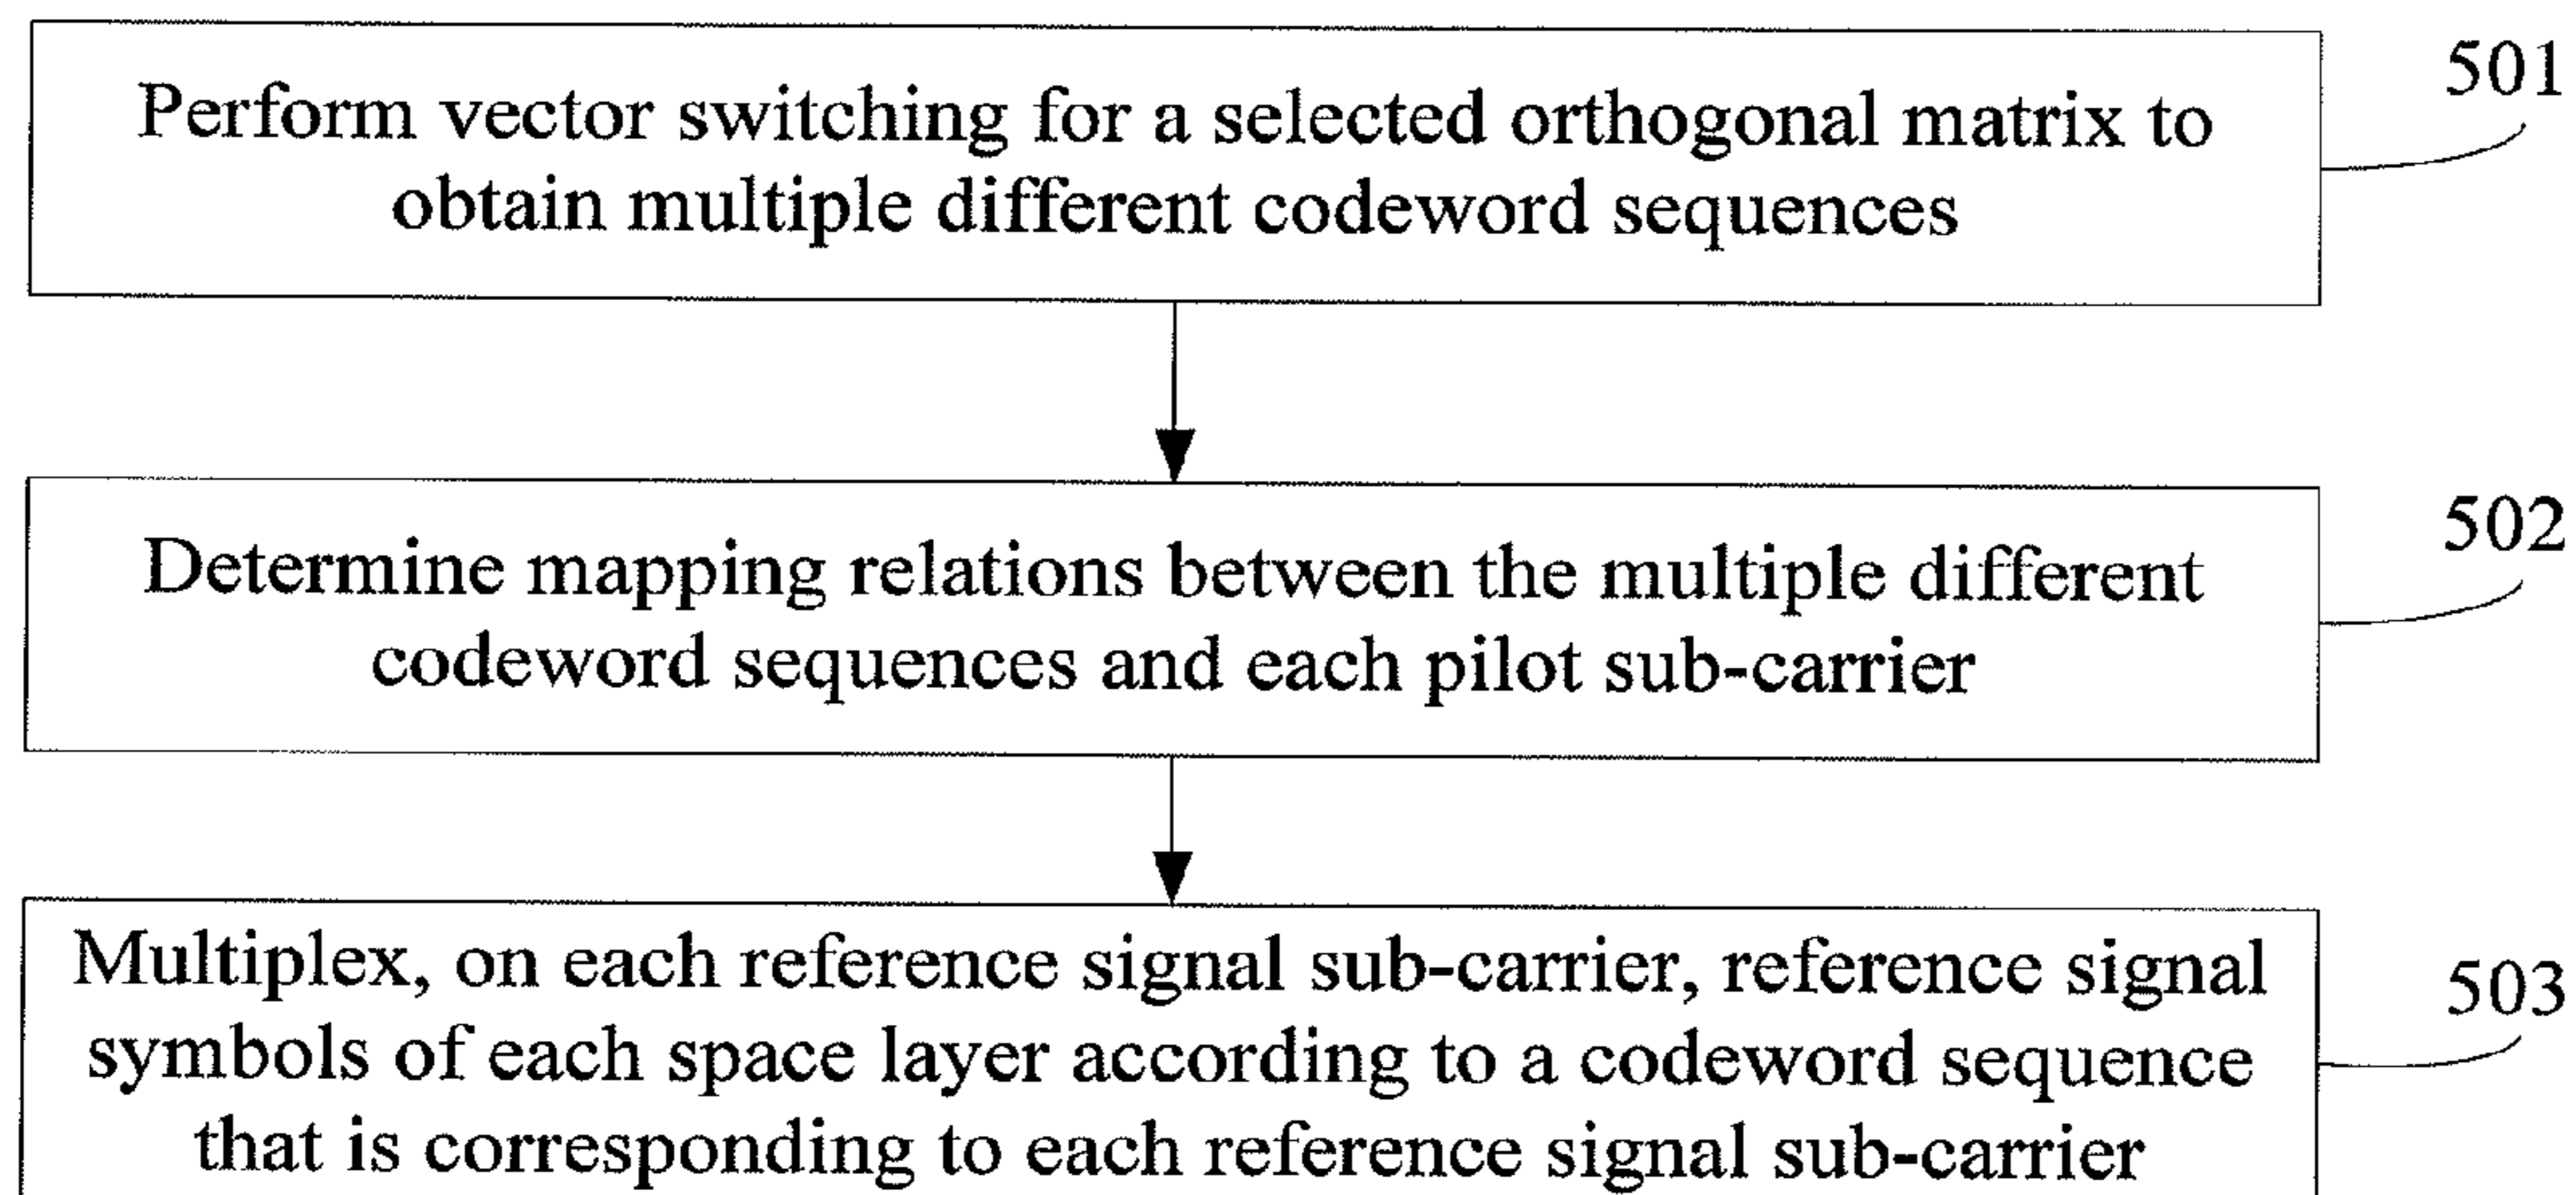 Perform vector switching for a selected orthogonal matrix to
obtain multiple different codeword sequences
501
Determine mapping relations between the multiple different
codeword sequences and each pilot sub-carrier
502
Multiplex, on each reference signal sub-carrier, reference signal
symbols of each space layer according to a codeword sequence
that is corresponding to each reference signal sub-carrier
503